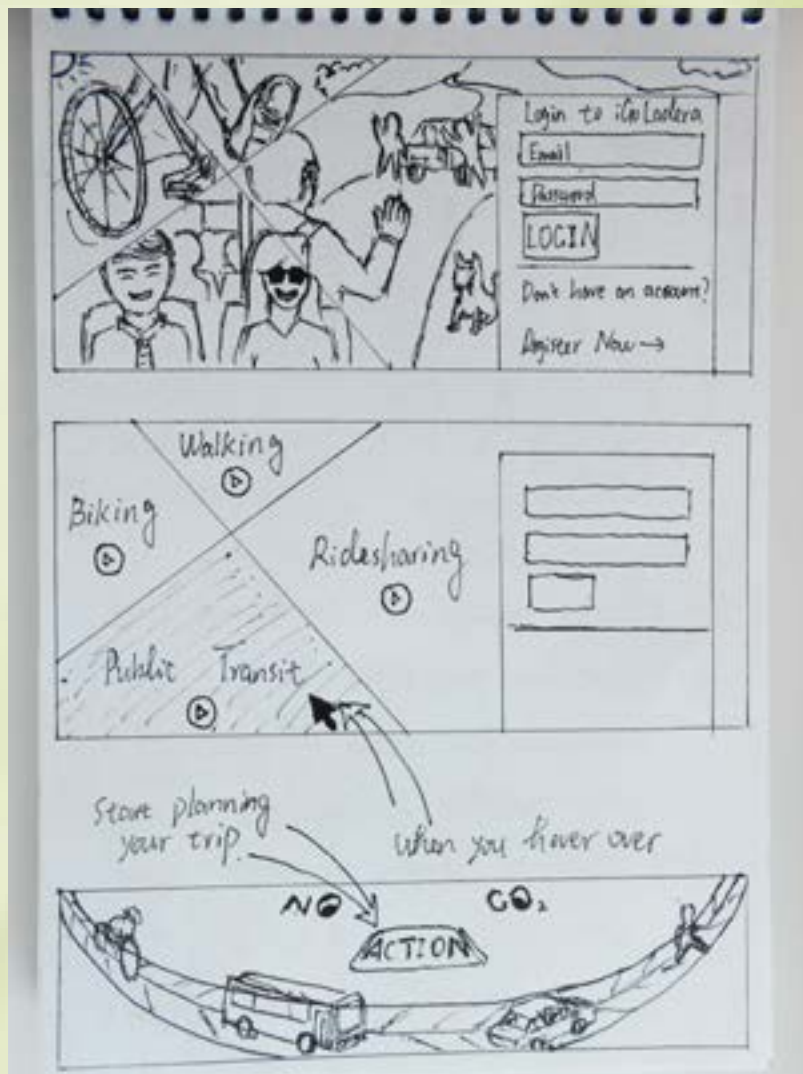 Login to iGoLadera
Email
Password
LOGIN
Don't have an account?
Register Now →
Walking
Biking
Ridesharing
Public Transit
Start planning
your trip
when you hover over
NO CO₂
ACTION